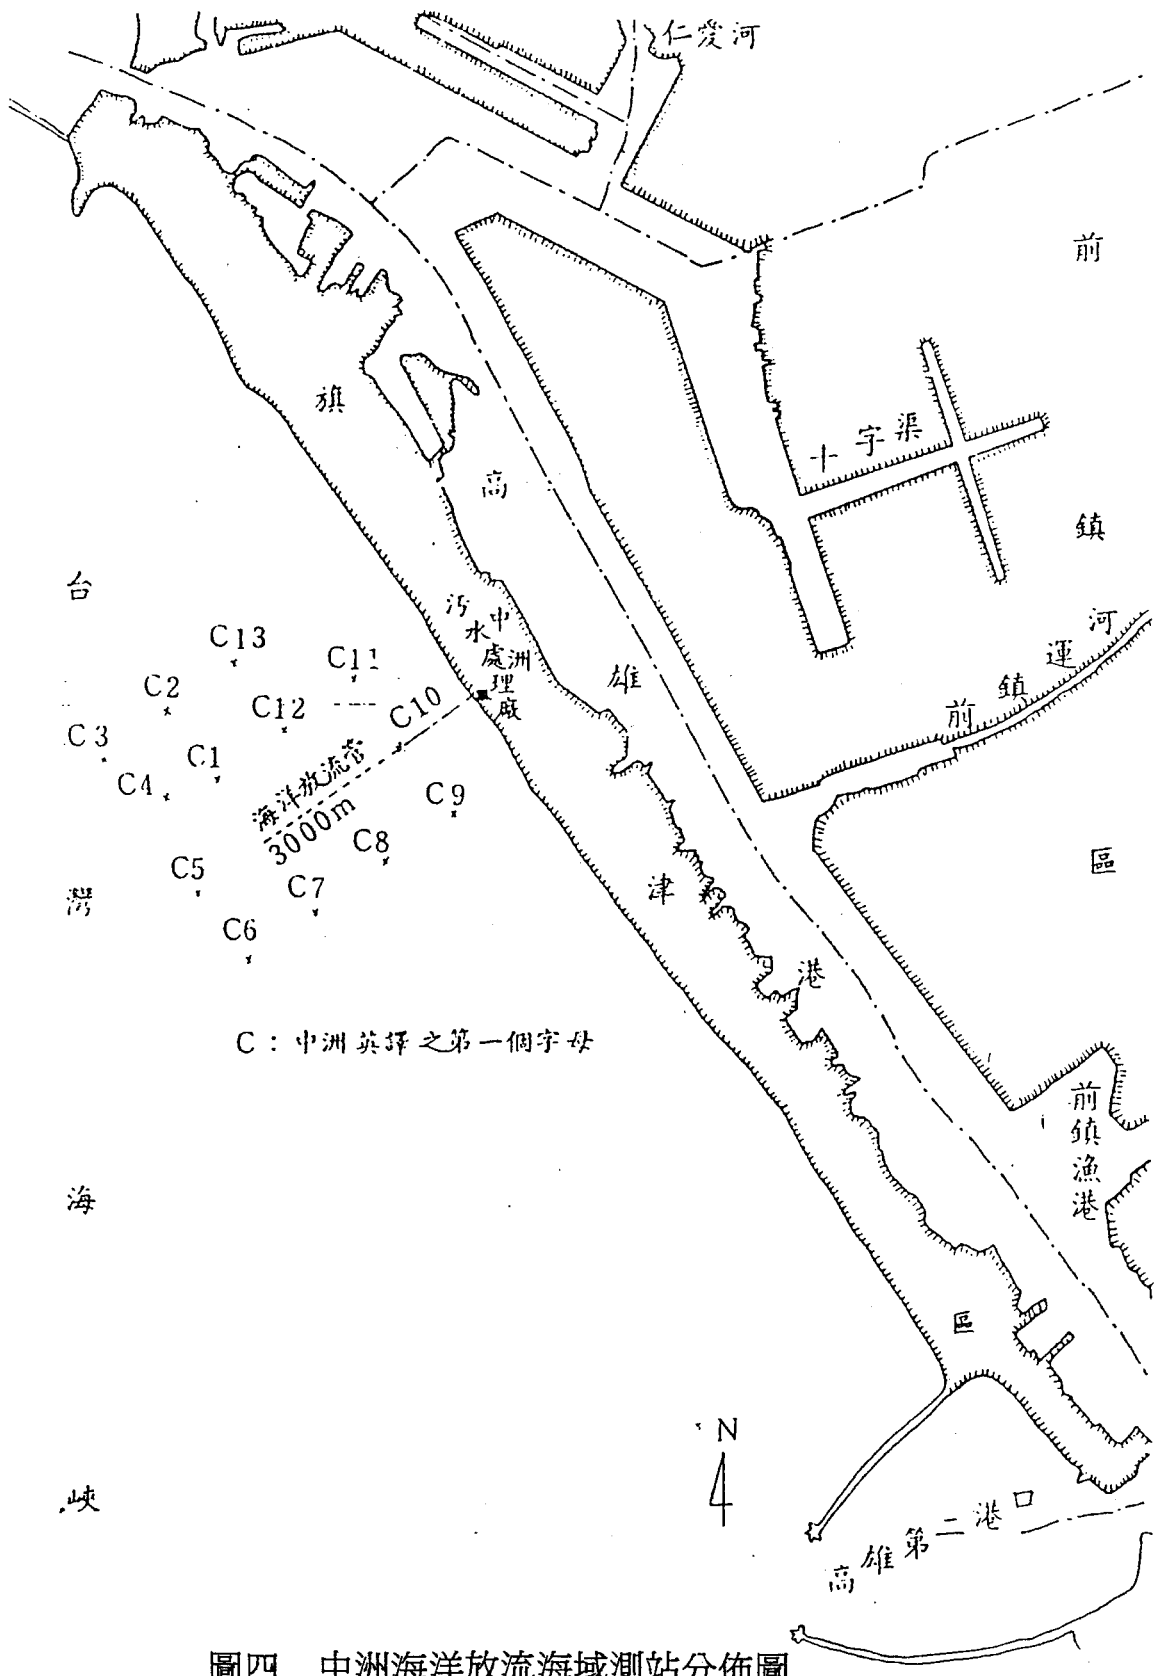 仁愛河
前鎮區
十字渠
前鎮運河
前鎮漁港
旗津區
高雄港
中洲
污水處理廠
台灣海峽
C13
C11
C2
C12
C10
C3
C1
C4
海洋放流管
3000m
C9
C8
C5
C7
C6
C：中洲英譯之第一個字母
N
高雄第二港口
圖四 中洲海洋放流海域測站分佈圖